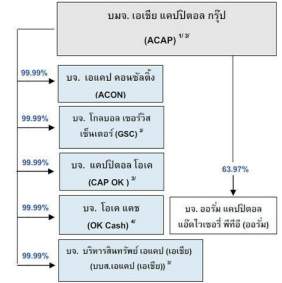 บมจ. เอเชีย แคปปิตอล กรุ๊ป
(ACAP) 1/ 2/
99.99%
บจ. เอแคป คอนซัลติ้ง
(ACON)
99.99%
บจ. โกลบอล เซอร์วิส
เซ็นเตอร์ (GSC) 2/
99.99%
บจ. แคปปิตอล โอเค
(CAP OK ) 3/
63.97%
99.99%
บจ. โอเค แคช
(OK Cash) 4/
บจ. ออริ่ม แคปปิตอล
แอ๊ดไวเซอรี่ พีทีอี (ออริ่ม)
99.99%
บจ. บริหารสินทรัพย์ เอแคป (เอเชีย)
(บบส.เอแคป (เอเชีย))